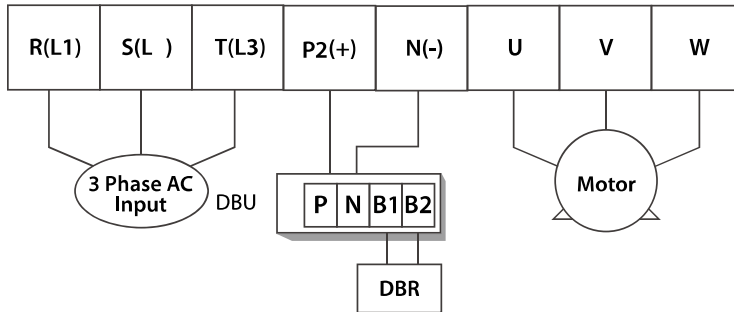 R(L1) S(L ) T(L3) P2(+) N(-) U V W
3 Phase AC
Input
DBU
P N B1 B2
Motor
DBR